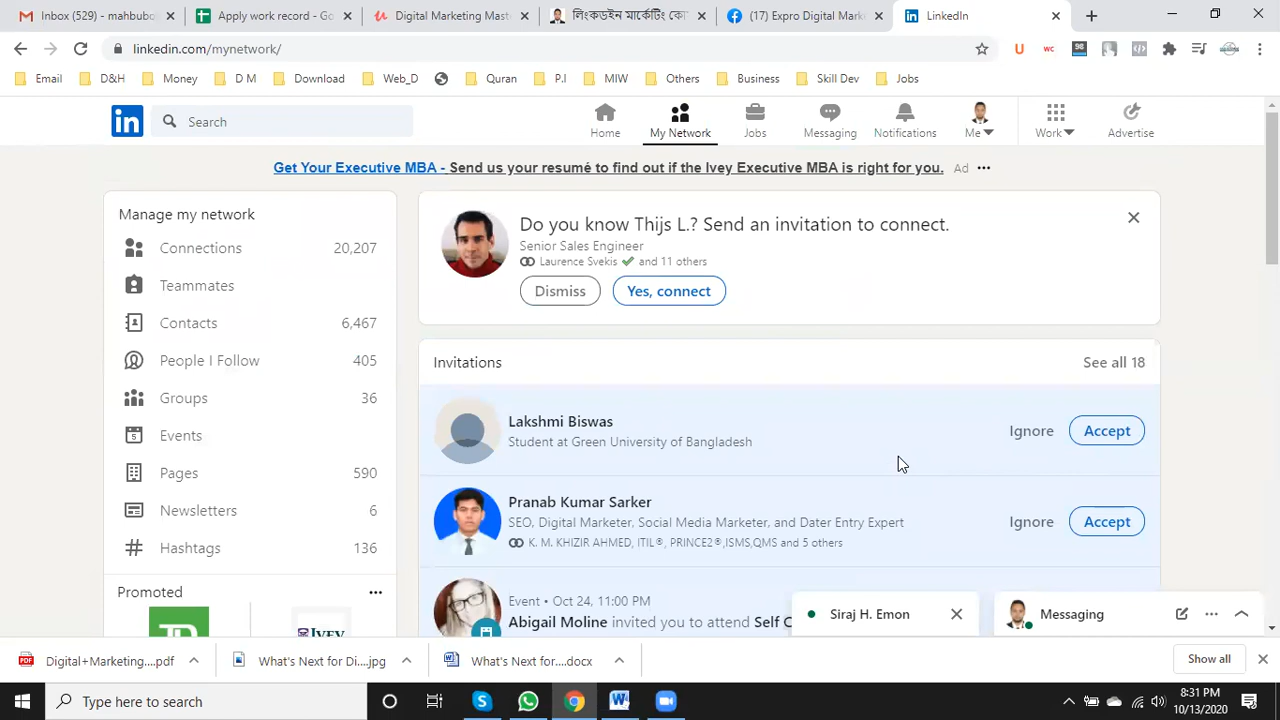 Inbox (529) - mahbubo
Apply work record - Go
Digital Marketing Mast
লিংকডইন মার্কেটিং কো
(17) Expro Digital Mark
LinkedIn
linkedin.com/mynetwork/
Email
D&H
Money
D M
Download
Web_D
Quran
P.I
MIW
Others
Business
Skill Dev
Jobs
Search
Home
My Network
Jobs
Messaging
Notifications
Me
Work
Advertise
Get Your Executive MBA - Send us your resumé to find out if the Ivey Executive MBA is right for you. Ad
Manage my network
Connections 20,207
Teammates
Contacts 6,467
People I Follow 405
Groups 36
Events
Pages 590
Newsletters 6
Hashtags 136
Promoted
IVEY
Do you know Thijs L.? Send an invitation to connect.
Senior Sales Engineer
Laurence Svekis ✔ and 11 others
Dismiss
Yes, connect
Invitations
See all 18
Lakshmi Biswas
Student at Green University of Bangladesh
Ignore
Accept
Pranab Kumar Sarker
SEO, Digital Marketer, Social Media Marketer, and Dater Entry Expert
K. M. KHIZIR AHMED, ITIL®, PRINCE2®,ISMS,QMS and 5 others
Ignore
Accept
Event • Oct 24, 11:00 PM
Abigail Moline invited you to attend Self C
Siraj H. Emon
Messaging
Digital+Marketing....pdf
What's Next for Di....jpg
What's Next for....docx
Show all
Type here to search
8:31 PM
10/13/2020